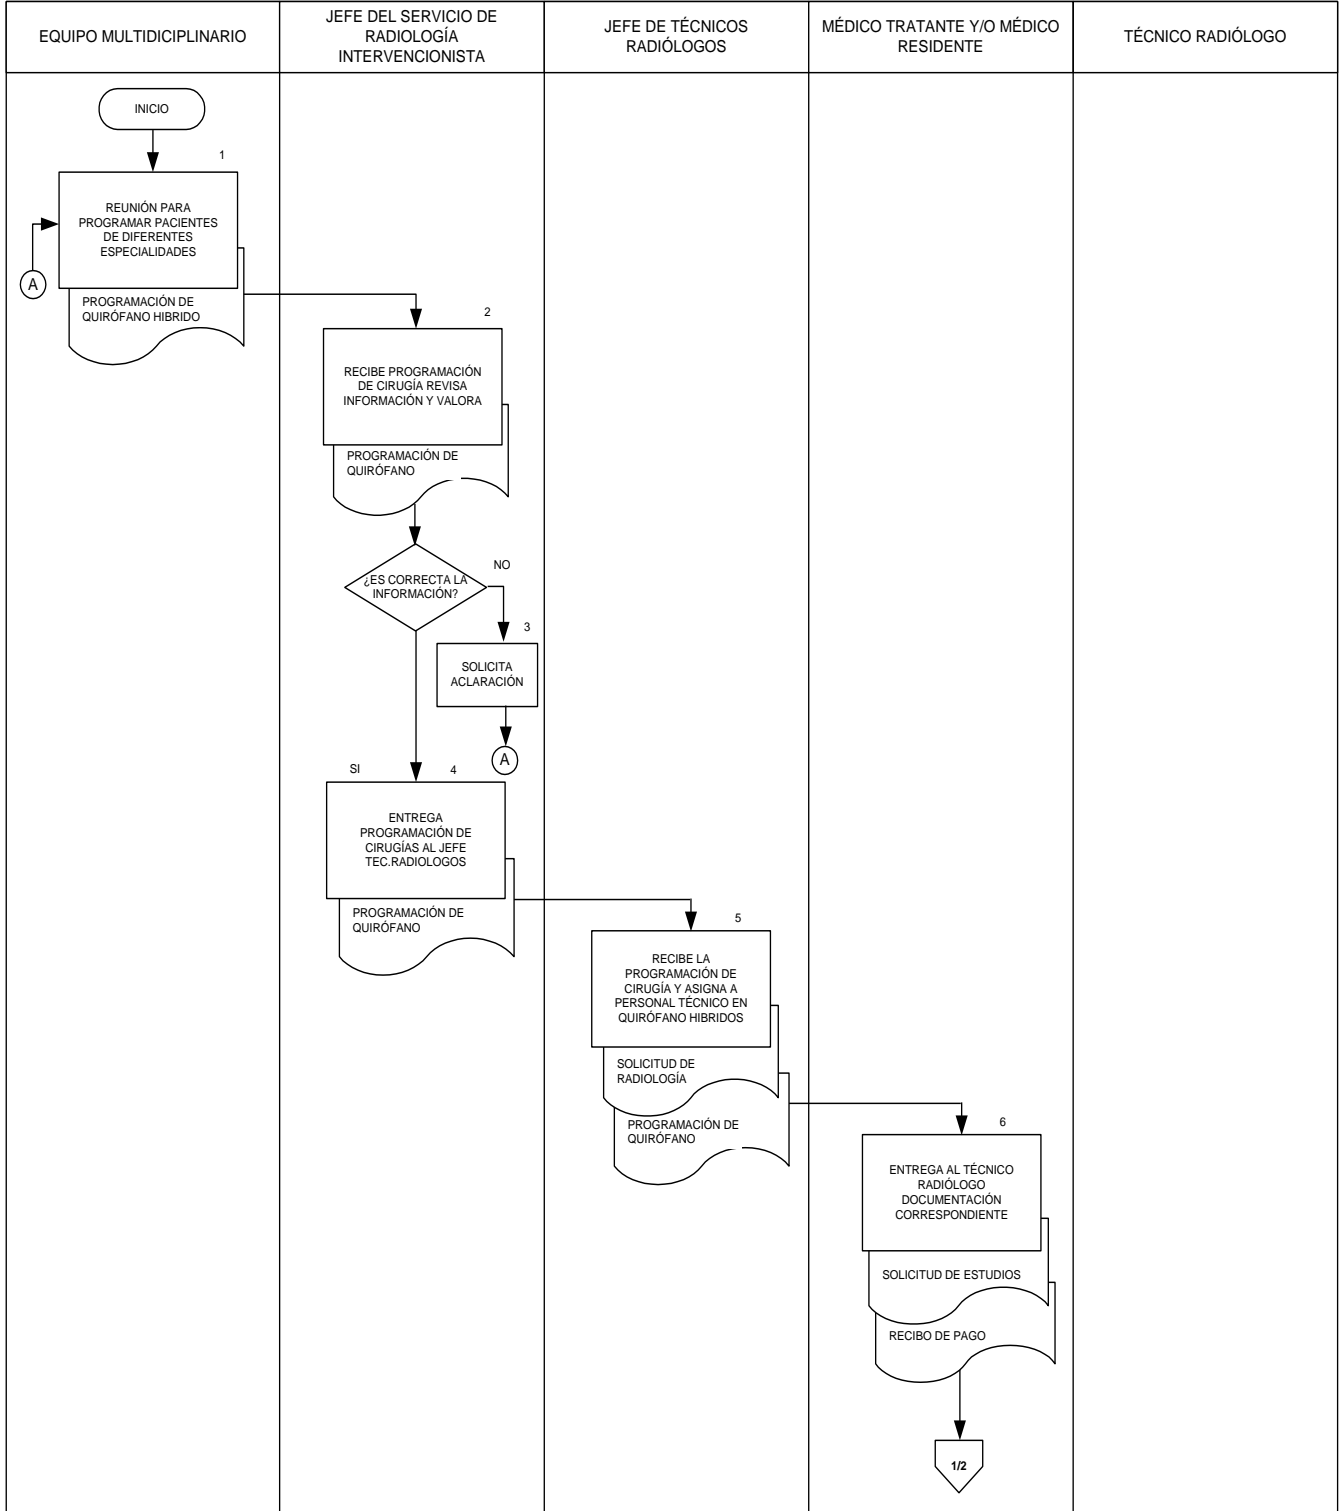 EQUIPO MULTIDICIPLINARIO
JEFE DEL SERVICIO DE
RADIOLOGÍA
INTERVENCIONISTA
JEFE DE TÉCNICOS
RADIÓLOGOS
MÉDICO TRATANTE Y/O MÉDICO
RESIDENTE
TÉCNICO RADIÓLOGO
INICIO
1
REUNIÓN PARA
PROGRAMAR PACIENTES
DE DIFERENTES
ESPECIALIDADES
A
PROGRAMACIÓN DE
QUIRÓFANO HIBRIDO
2
RECIBE PROGRAMACIÓN
DE CIRUGÍA REVISA
INFORMACIÓN Y VALORA
PROGRAMACIÓN DE
QUIRÓFANO
¿ES CORRECTA LA
INFORMACIÓN?
NO
3
SOLICITA
ACLARACIÓN
A
SI
4
ENTREGA
PROGRAMACIÓN DE
CIRUGÍAS AL JEFE
TEC.RADIOLOGOS
PROGRAMACIÓN DE
QUIRÓFANO
5
RECIBE LA
PROGRAMACIÓN DE
CIRUGÍA Y ASIGNA A
PERSONAL TÉCNICO EN
QUIRÓFANO HIBRIDOS
SOLICITUD DE
RADIOLOGÍA
PROGRAMACIÓN DE
QUIRÓFANO
6
ENTREGA AL TÉCNICO
RADIÓLOGO
DOCUMENTACIÓN
CORRESPONDIENTE
SOLICITUD DE ESTUDIOS
RECIBO DE PAGO
1/2